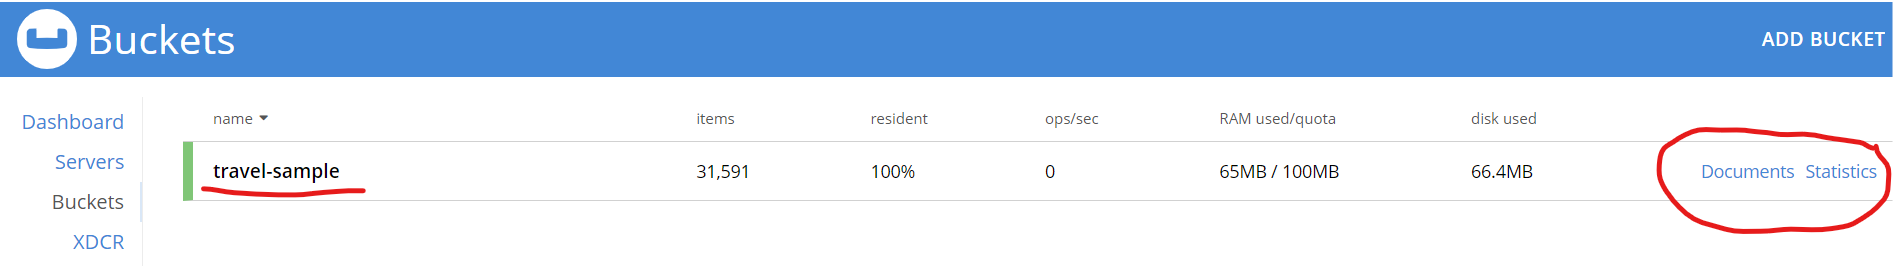 Buckets ADD BUCKET
Dashboard
Servers
Buckets
XDCR
name items resident ops/sec RAM used/quota disk used
travel-sample 31,591 100% 0 65MB / 100MB 66.4MB Documents Statistics